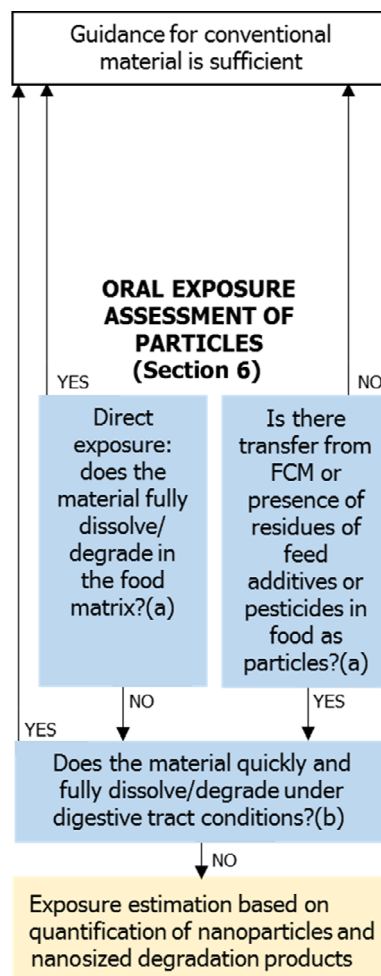 Guidance for conventional
material is sufficient
ORAL EXPOSURE
ASSESSMENT OF
PARTICLES
(Section 6)
YES
NO
Direct
exposure:
does the
material fully
dissolve/
degrade in
the food
matrix?(a)
Is there
transfer from
FCM or
presence of
residues of
feed
additives or
pesticides in
food as
particles?(a)
NO
YES
YES
Does the material quickly and
fully dissolve/degrade under
digestive tract conditions?(b)
NO
Exposure estimation based on
quantification of nanoparticles and
nanosized degradation products